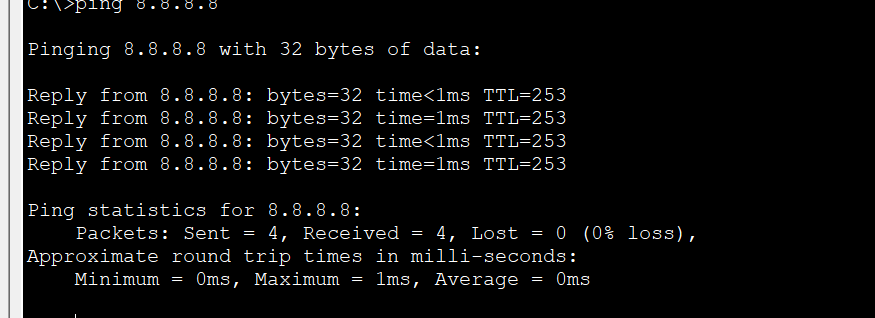 C:\>ping 8.8.8.8
Pinging 8.8.8.8 with 32 bytes of data:
Reply from 8.8.8.8: bytes=32 time<1ms TTL=253
Reply from 8.8.8.8: bytes=32 time=1ms TTL=253
Reply from 8.8.8.8: bytes=32 time<1ms TTL=253
Reply from 8.8.8.8: bytes=32 time=1ms TTL=253
Ping statistics for 8.8.8.8:
Packets: Sent = 4, Received = 4, Lost = 0 (0% loss),
Approximate round trip times in milli-seconds:
Minimum = 0ms, Maximum = 1ms, Average = 0ms